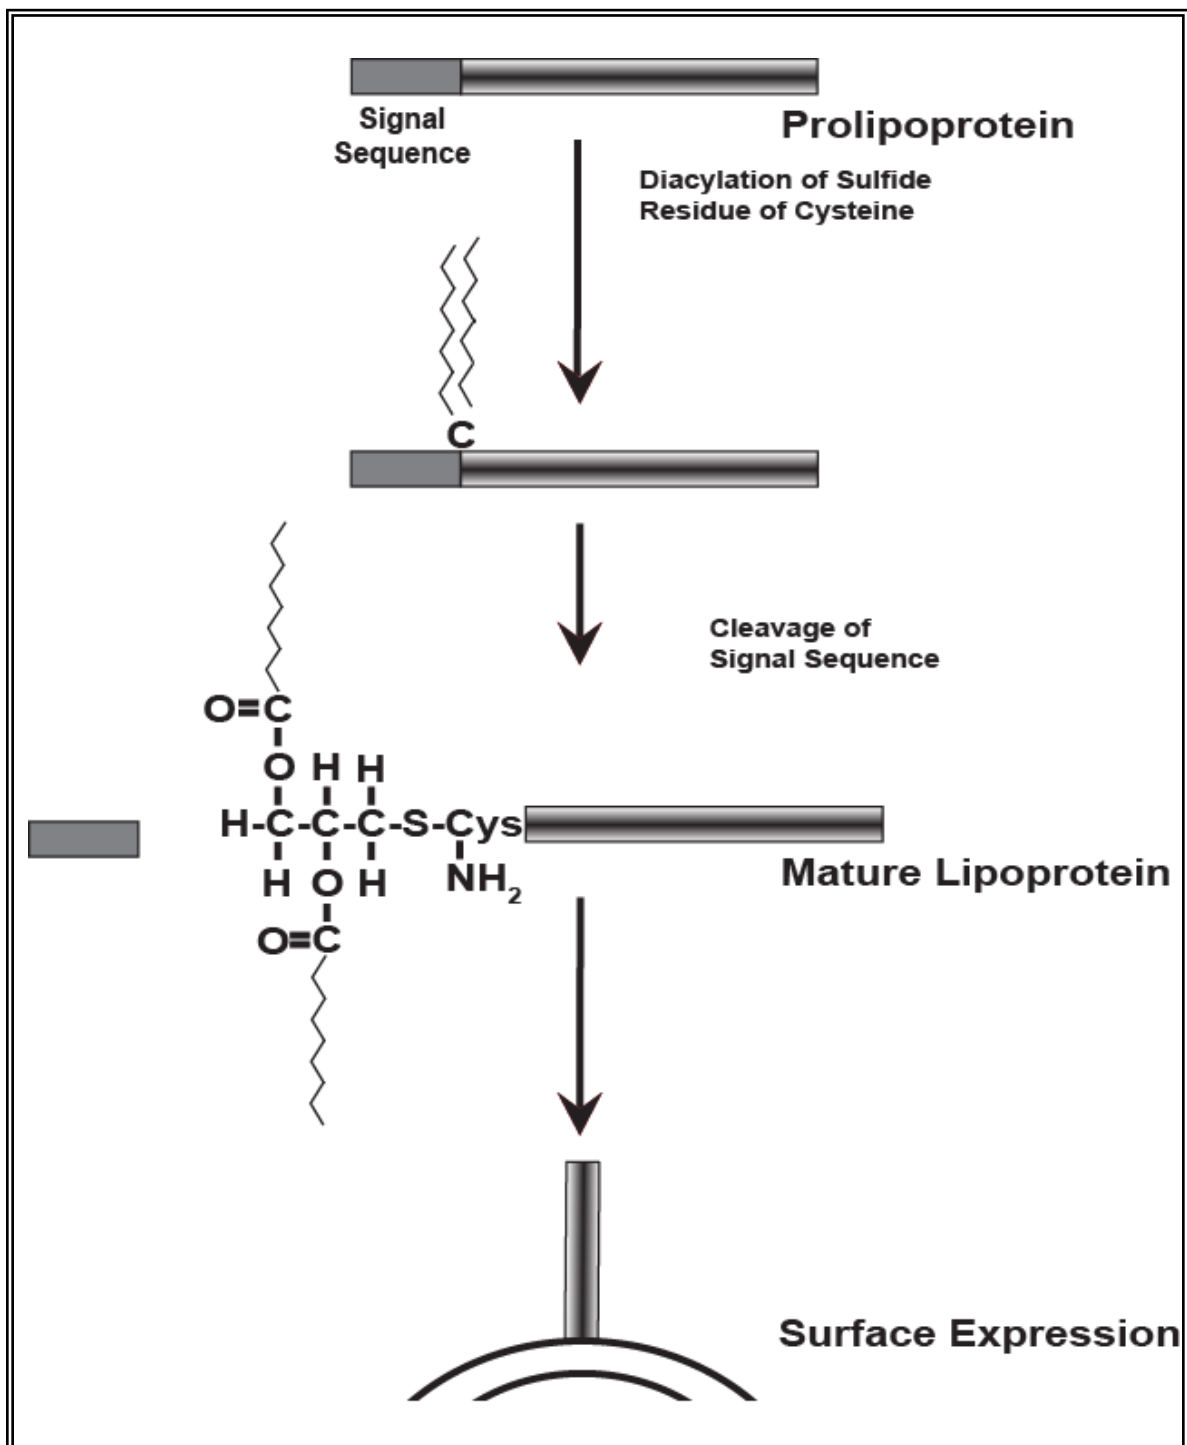 Signal
Sequence
Prolipoprotein
Diacylation of Sulfide
Residue of Cysteine
C
Cleavage of
Signal Sequence
O=C
O H H
H-C-C-C-S-Cys
H O H NH₂
O=C
Mature Lipoprotein
Surface Expression